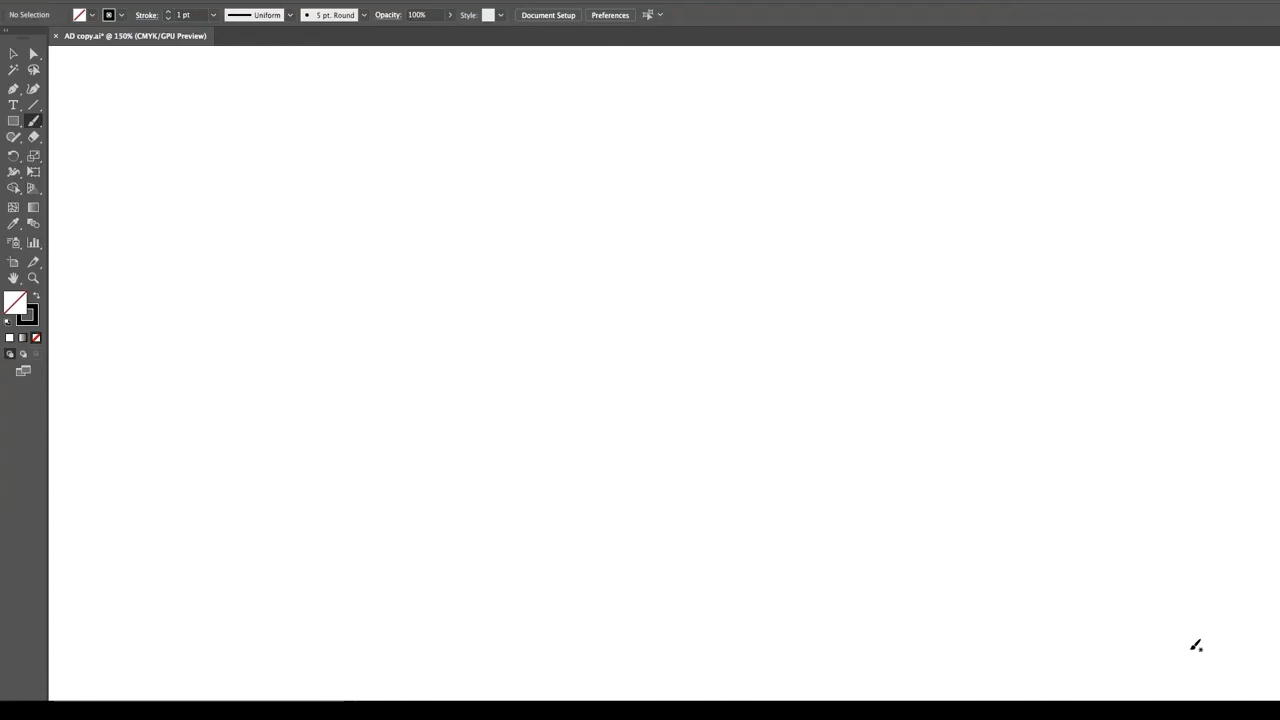 No Selection Stroke: 1 pt Uniform 5 pt. Round Opacity: 100% Style: Document Setup Preferences
AD copy.ai* @ 150% (CMYK/GPU Preview)